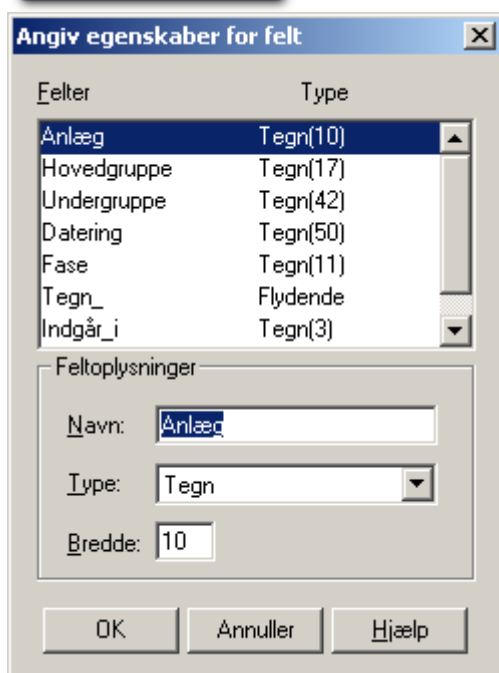 Angiv egenskaber for felt
Felter Type
Anlæg Tegn(10)
Hovedgruppe Tegn(17)
Undergruppe Tegn(42)
Datering Tegn(50)
Fase Tegn(11)
Tegn_ Flydende
Indgår_i Tegn(3)
Feltoplysninger
Navn: Anlæg
Type: Tegn
Bredde: 10
OK Annuller Hjælp